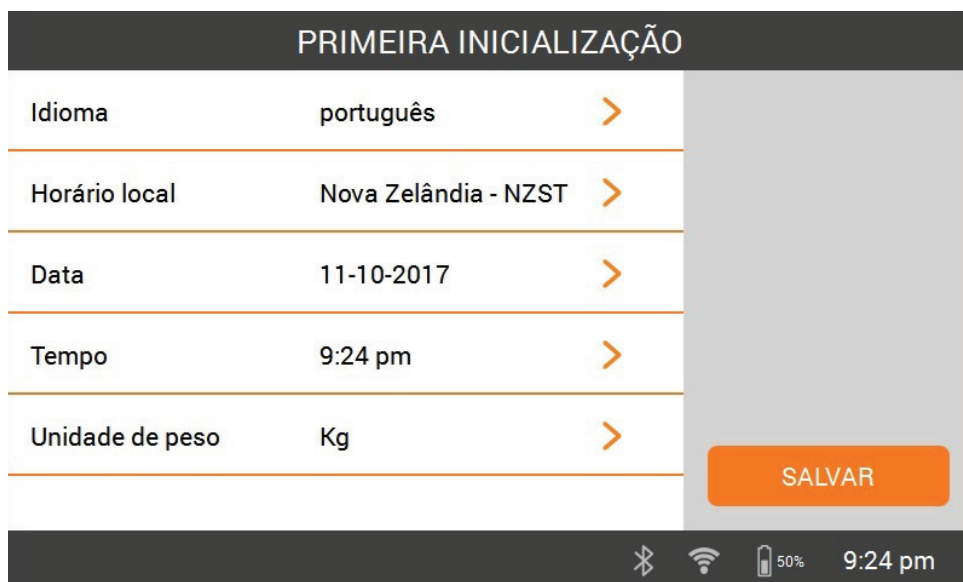 PRIMEIRA INICIALIZAÇÃO
Idioma português
Horário local Nova Zelândia - NZST
Data 11-10-2017
Tempo 9:24 pm
Unidade de peso Kg
SALVAR
50% 9:24 pm